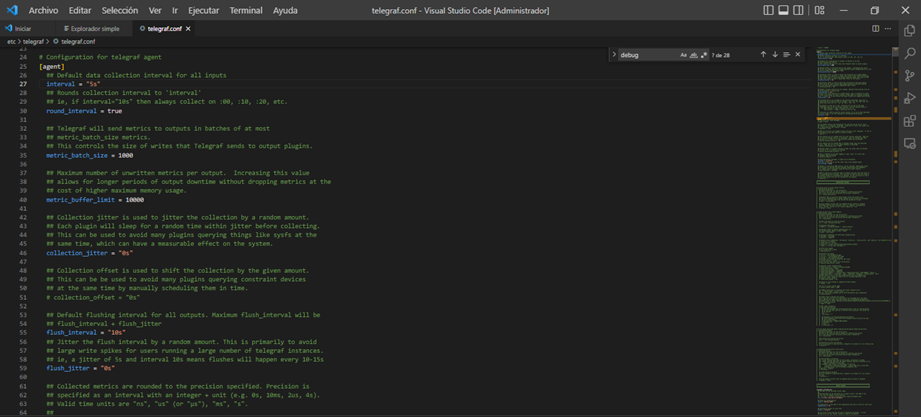 Archivo Editar Selección Ver Ir Ejecutar Terminal Ayuda
telegraf.conf - Visual Studio Code [Administrador]
Iniciar
Explorador simple
telegraf.conf
etc > telegraf > telegraf.conf
debug
Aa
ab
? de 28
23
24 # Configuration for telegraf agent
25 [agent]
26 ## Default data collection interval for all inputs
27 interval = "5s"
28 ## Rounds collection interval to 'interval'
29 ## ie, if interval="10s" then always collect on :00, :10, :20, etc.
30 round_interval = true
31
32 ## Telegraf will send metrics to outputs in batches of at most
33 ## metric_batch_size metrics.
34 ## This controls the size of writes that Telegraf sends to output plugins.
35 metric_batch_size = 1000
36
37 ## Maximum number of unwritten metrics per output.  Increasing this value
38 ## allows for longer periods of output downtime without dropping metrics at the
39 ## cost of higher maximum memory usage.
40 metric_buffer_limit = 10000
41
42 ## Collection jitter is used to jitter the collection by a random amount.
43 ## Each plugin will sleep for a random time within jitter before collecting.
44 ## This can be used to avoid many plugins querying things like sysfs at the
45 ## same time, which can have a measurable effect on the system.
46 collection_jitter = "0s"
47
48 ## Collection offset is used to shift the collection by the given amount.
49 ## This can be be used to avoid many plugins querying constraint devices
50 ## at the same time by manually scheduling them in time.
51 # collection_offset = "0s"
52
53 ## Default flushing interval for all outputs. Maximum flush_interval will be
54 ## flush_interval + flush_jitter
55 flush_interval = "10s"
56 ## Jitter the flush interval by a random amount. This is primarily to avoid
57 ## large write spikes for users running a large number of telegraf instances.
58 ## ie, a jitter of 5s and interval 10s means flushes will happen every 10-15s
59 flush_jitter = "0s"
60
61 ## Collected metrics are rounded to the precision specified. Precision is
62 ## specified as an interval with an integer + unit (e.g. 0s, 10ms, 2us, 4s).
63 ## Valid time units are "ns", "us" (or "µs"), "ms", "s".
64 ##